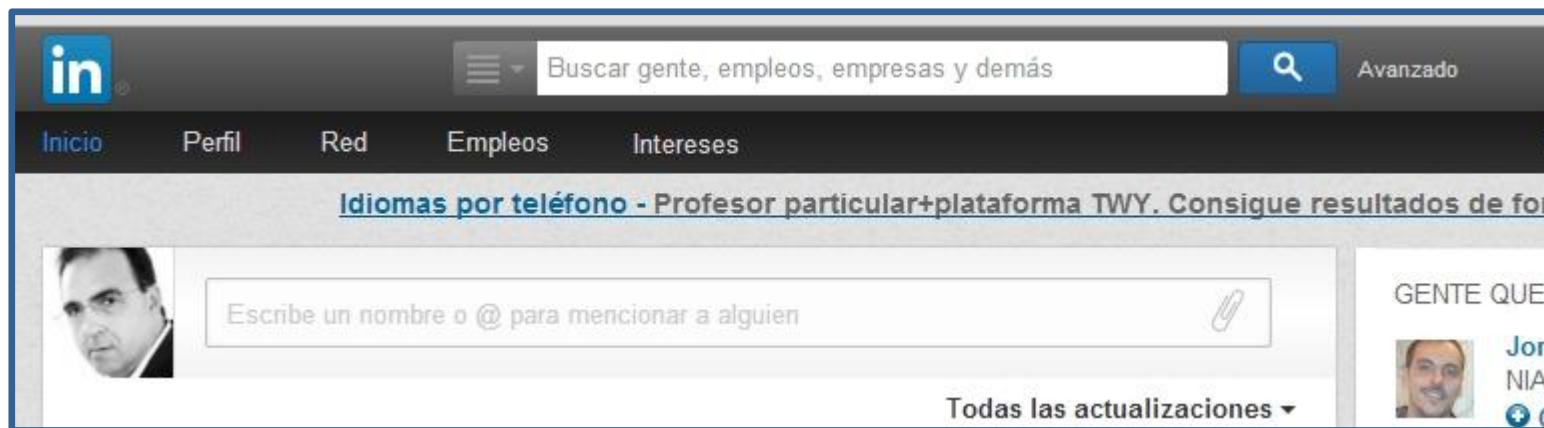 in
Buscar gente, empleos, empresas y demás
Avanzado
Inicio Perfil Red Empleos Intereses
Idiomas por teléfono - Profesor particular+plataforma TWY. Consigue resultados de for
Escribe un nombre o @ para mencionar a alguien
Todas las actualizaciones
GENTE QUE
Jor
NIA